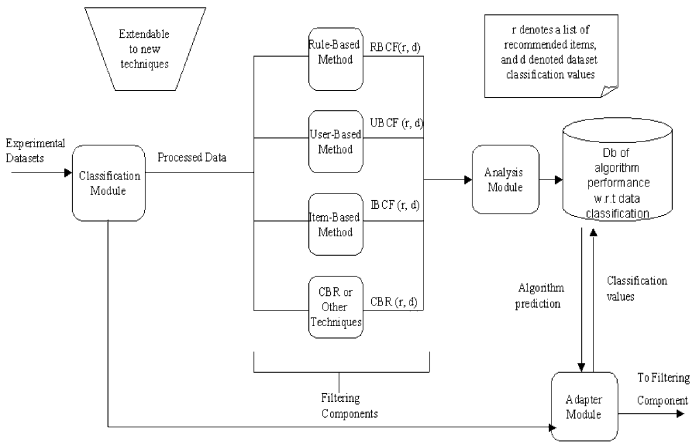 Extendable
to new
techniques
Rule-Based
Method
RBCF(r, d)
r denotes a list of
recommended items,
and d denoted dataset
classification values
Experimental
Datasets
Classification
Module
Processed Data
User-Based
Method
UBCF (r, d)
Analysis
Module
Db of
algorithm
performance
w.r.t data
classification
Item-Based
Method
IBCF (r, d)
CBR or
Other
Techniques
CBR (r, d)
Algorithm
prediction
Classification
values
Filtering
Components
Adapter
Module
To Filtering
Component